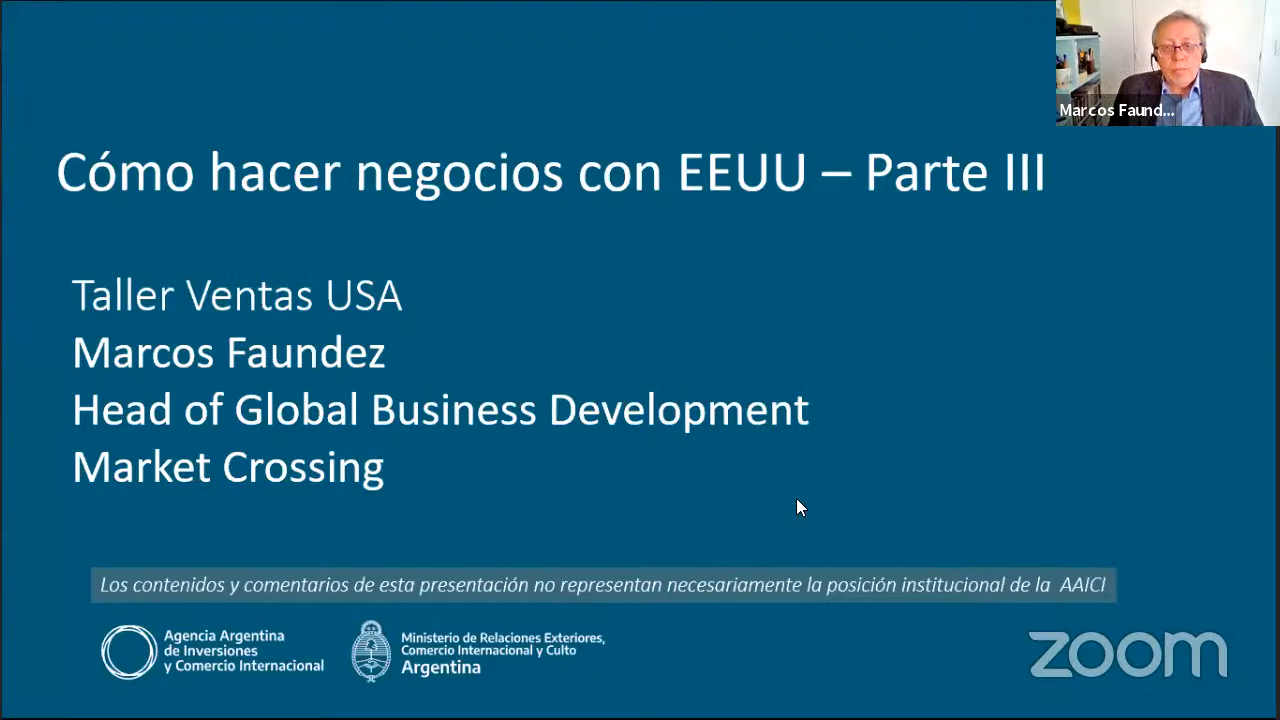 Marcos Faund...
Cómo hacer negocios con EEUU – Parte III
Taller Ventas USA
Marcos Faundez
Head of Global Business Development
Market Crossing
Los contenidos y comentarios de esta presentación no representan necesariamente la posición institucional de la AAICI
Agencia Argentina
de Inversiones
y Comercio Internacional
Ministerio de Relaciones Exteriores,
Comercio Internacional y Culto
Argentina
zoom